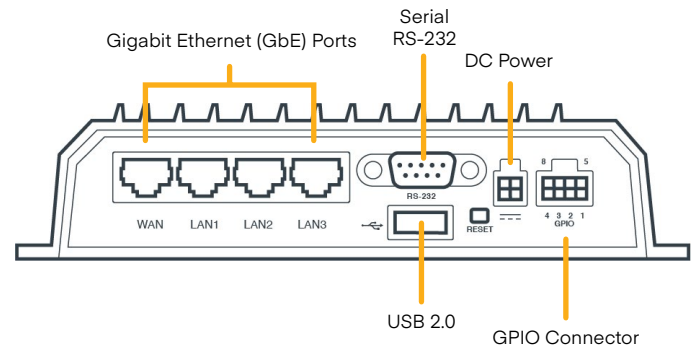 Serial
RS-232
Gigabit Ethernet (GbE) Ports
DC Power
8 5
RS-232
WAN LAN1 LAN2 LAN3
RESET
4 3 2 1
GPIO
USB 2.0
GPIO Connector